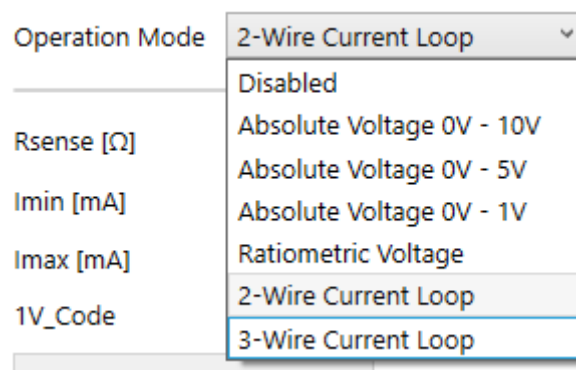 Operation Mode 2-Wire Current Loop
Disabled
Absolute Voltage 0V - 10V
Rsense [Ω]
Absolute Voltage 0V - 5V
Imin [mA]
Absolute Voltage 0V - 1V
Imax [mA]
Ratiometric Voltage
2-Wire Current Loop
1V_Code
3-Wire Current Loop